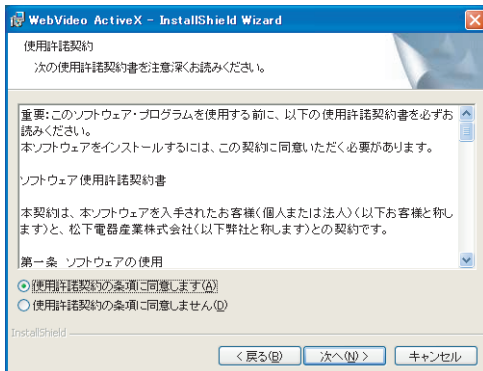 WebVideo ActiveX - InstallShield Wizard
使用許諾契約
次の使用許諾契約書を注意深くお読みください。
重要:このソフトウェア・プログラムを使用する前に、以下の使用許諾契約書を必ずお
読みください。
本ソフトウェアをインストールするには、この契約に同意いただく必要があります。
ソフトウェア使用許諾契約書
本契約は、本ソフトウェアを入手されたお客様(個人または法人)(以下お客様と称し
ます)と、松下電器産業株式会社(以下弊社と称します)との契約です。
第一条 ソフトウェアの使用
使用許諾契約の条項に同意します(A)
使用許諾契約の条項に同意しません(D)
InstallShield
< 戻る(B) 次へ(N) > キャンセル